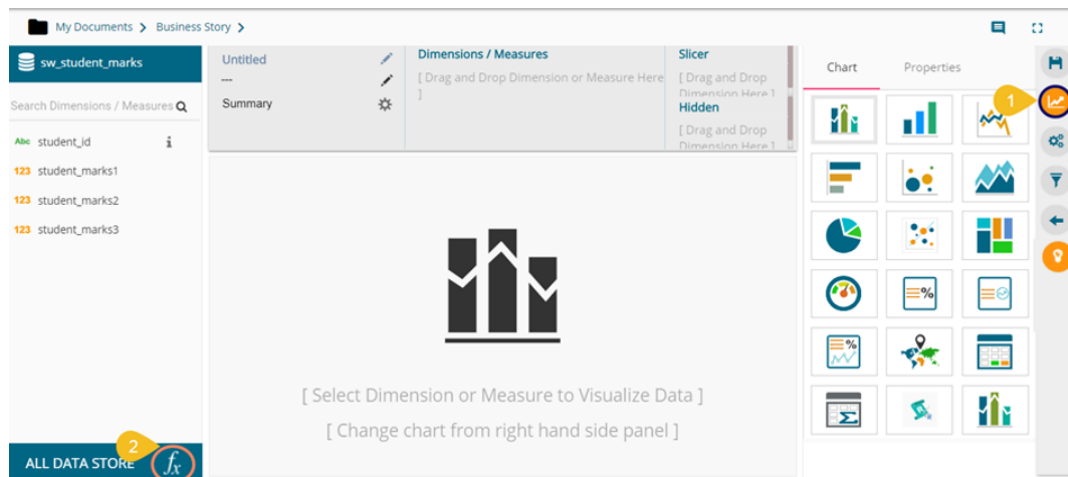 My Documents > Business Story >
sw_student_marks
Search Dimensions / Measures
Abc student_id i
123 student_marks1
123 student_marks2
123 student_marks3
ALL DATA STORE fx
2
Untitled
---
Summary
Dimensions / Measures
[ Drag and Drop Dimension or Measure Here
]
Slicer
[ Drag and Drop
Dimension Here ]
Hidden
[ Drag and Drop
Dimension Here ]
[ Select Dimension or Measure to Visualize Data ]
[ Change chart from right hand side panel ]
Chart Properties
1
%
%
Σ